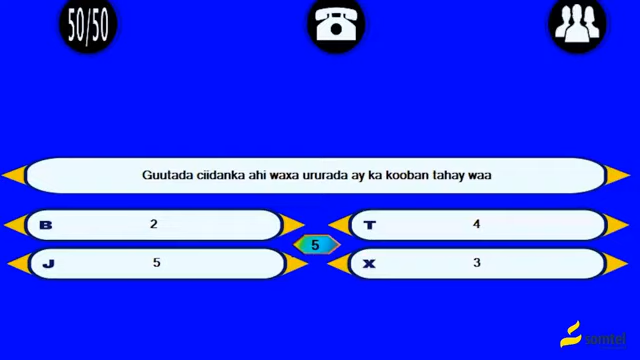 50/50
Guutada ciidanka ahi waxa ururada ay ka kooban tahay waa
B 2
T 4
5
J 5
X 3
somtel